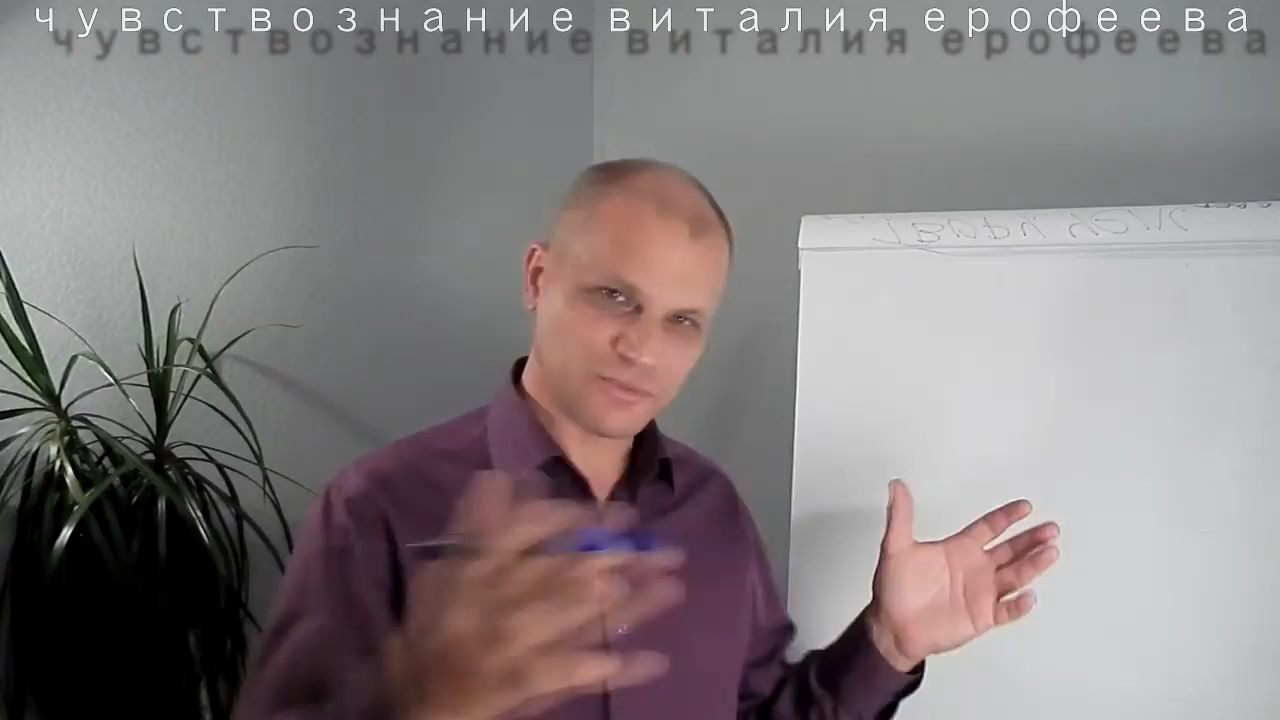 чувствознание виталия ерофеева